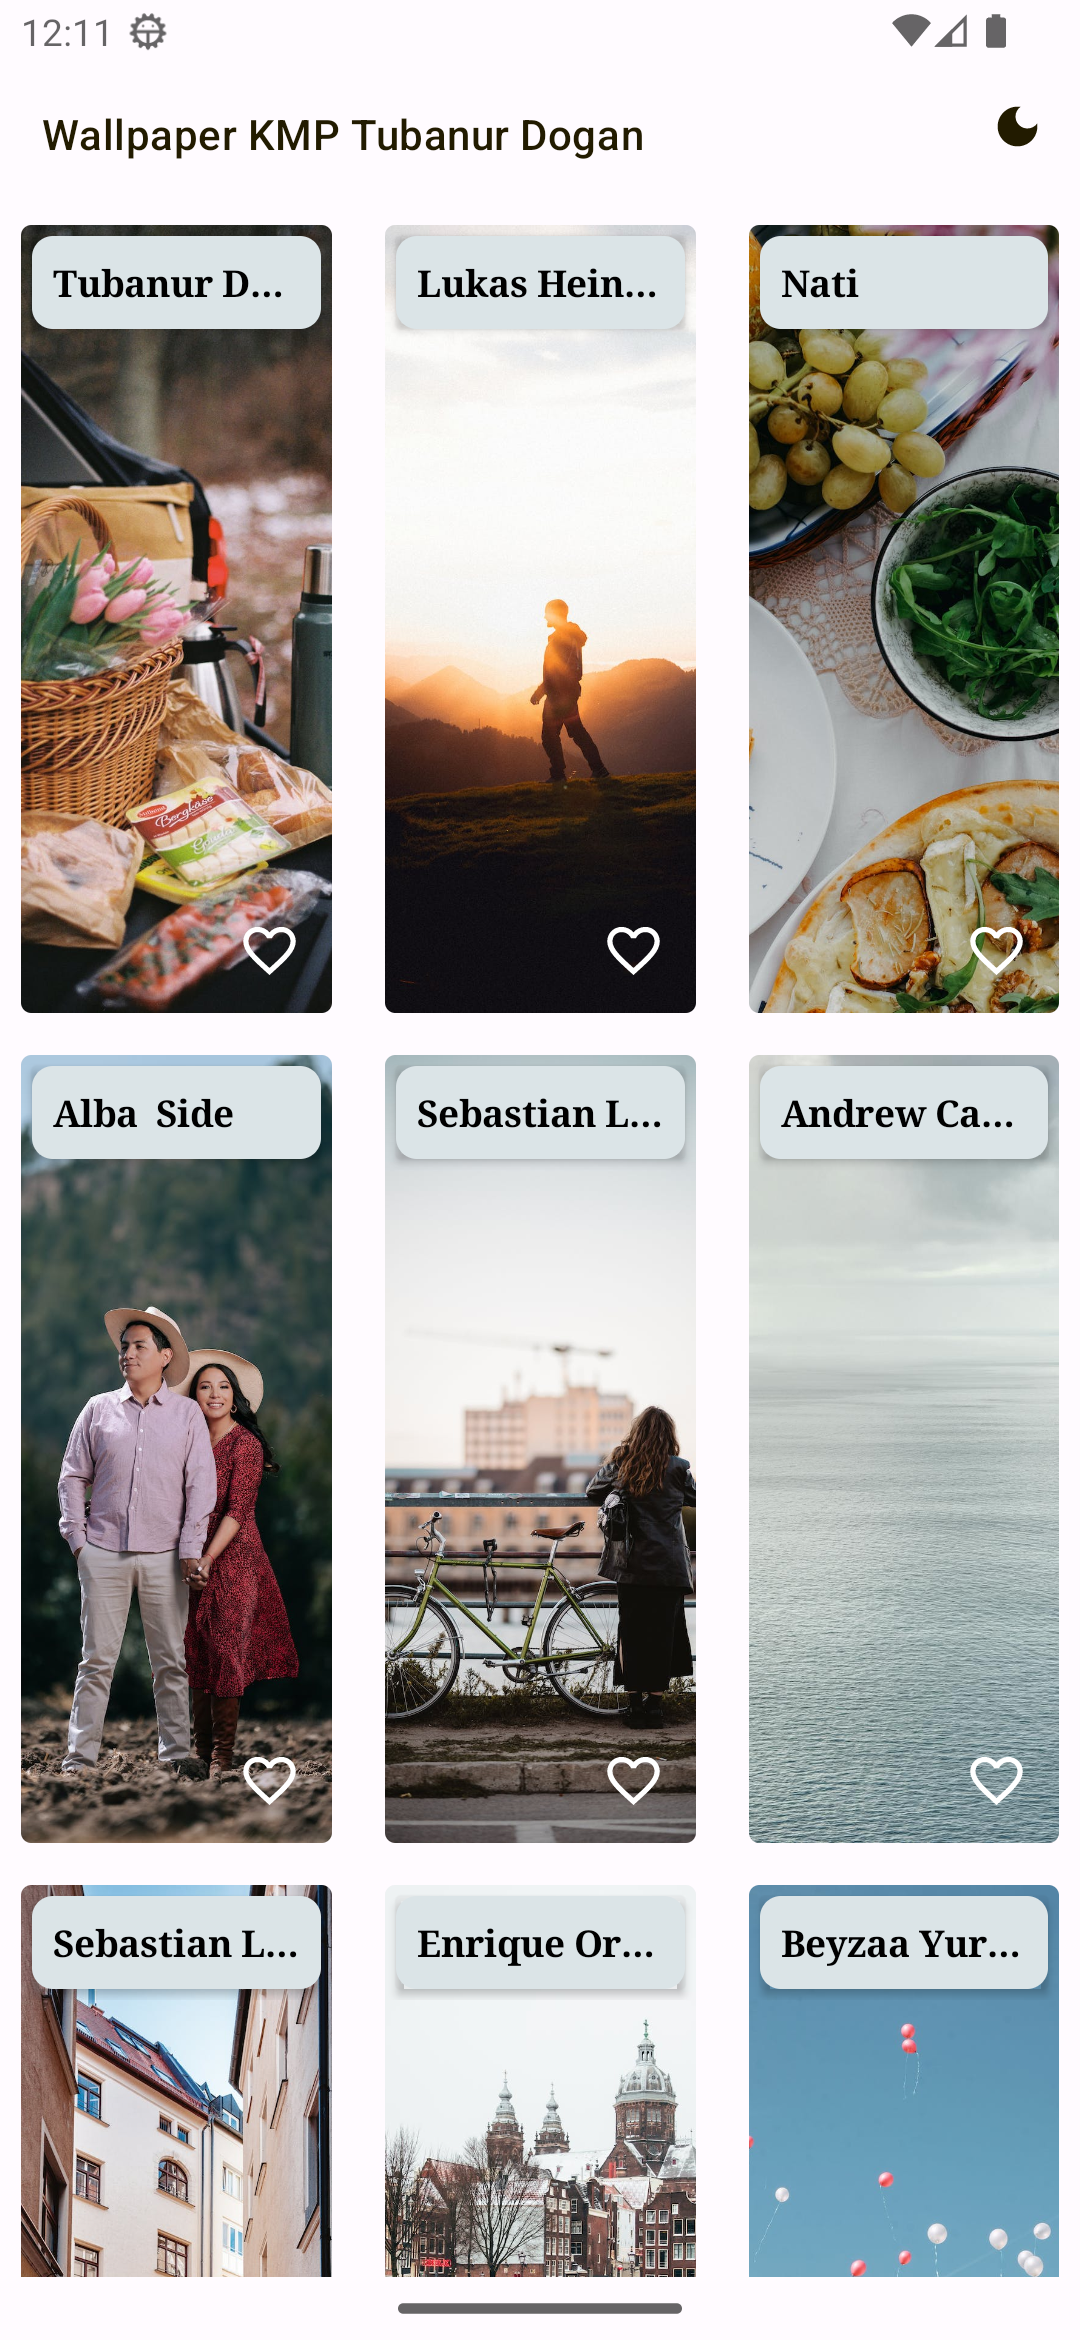 12:11
Wallpaper KMP Tubanur Dogan
Tubanur D...
Lukas Hein...
Nati
Bergkäse
Alba  Side
Sebastian L...
Andrew Ca...
Sebastian L...
Enrique Or...
Beyzaa Yur...